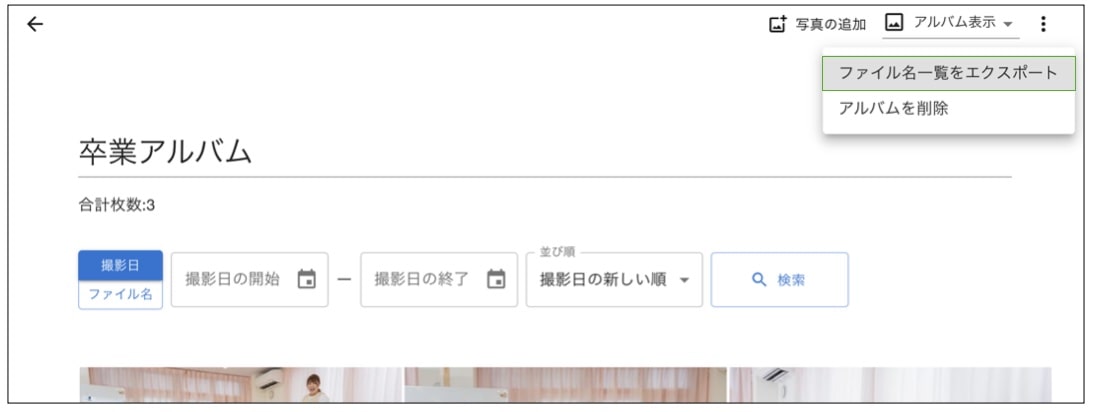 写真の追加
アルバム表示
ファイル名一覧をエクスポート
アルバムを削除
卒業アルバム
合計枚数:3
撮影日
ファイル名
撮影日の開始
撮影日の終了
並び順
撮影日の新しい順
検索